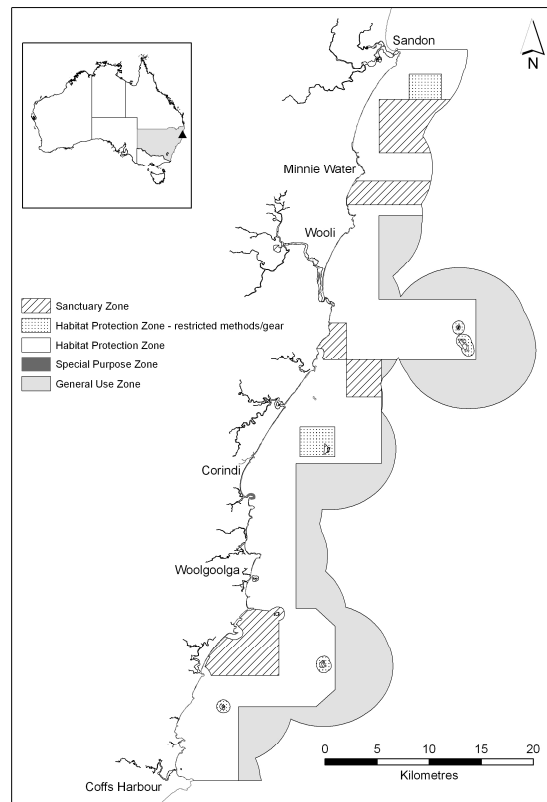 Sandon
N
Minnie Water
Wooli
Sanctuary Zone
Habitat Protection Zone - restricted methods/gear
Habitat Protection Zone
Special Purpose Zone
General Use Zone
Corindi
Woolgoolga
0 5 10 15 20
Kilometres
Coffs Harbour